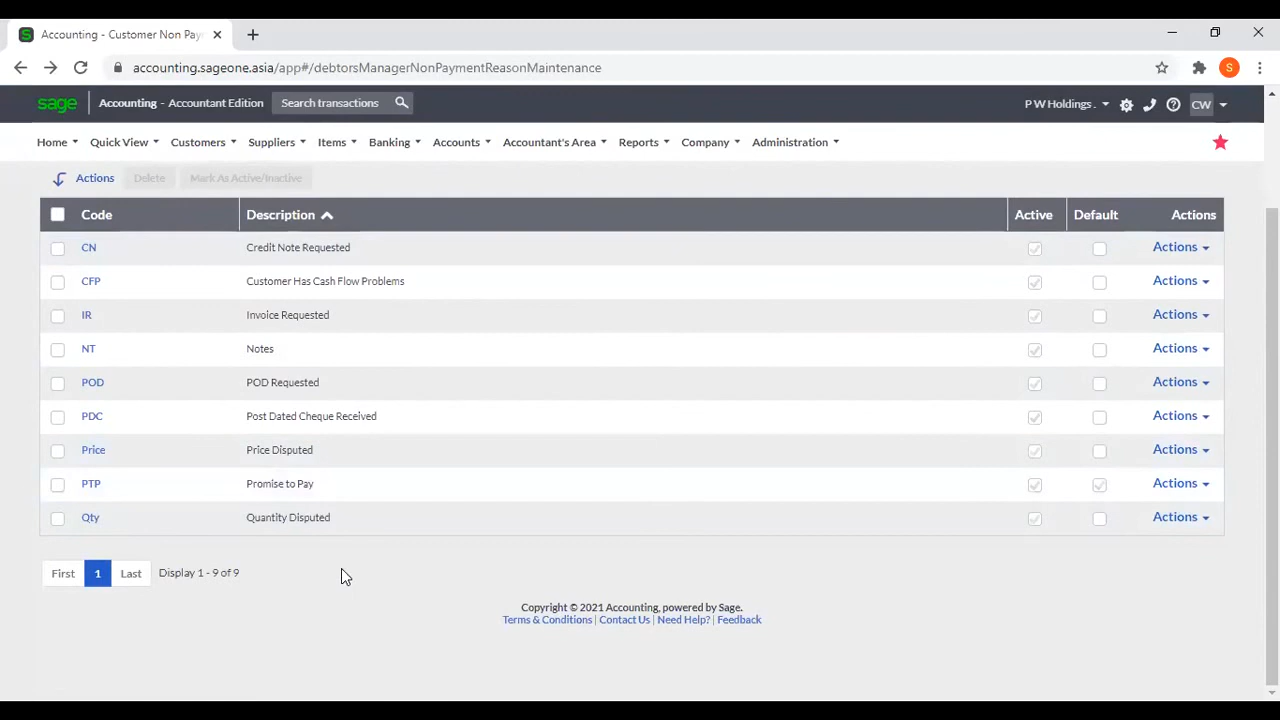 Accounting - Customer Non Pay
accounting.sageone.asia/app#/debtorsManagerNonPaymentReasonMaintenance
S
sage Accounting - Accountant Edition Search transactions P W Holdings . CW
Home Quick View Customers Suppliers Items Banking Accounts Accountant's Area Reports Company Administration
Actions Delete Mark As Active/Inactive
Code Description Active Default Actions
CN Credit Note Requested Actions
CFP Customer Has Cash Flow Problems Actions
IR Invoice Requested Actions
NT Notes Actions
POD POD Requested Actions
PDC Post Dated Cheque Received Actions
Price Price Disputed Actions
PTP Promise to Pay Actions
Qty Quantity Disputed Actions
First 1 Last Display 1 - 9 of 9
Copyright © 2021 Accounting, powered by Sage.
Terms & Conditions | Contact Us | Need Help? | Feedback